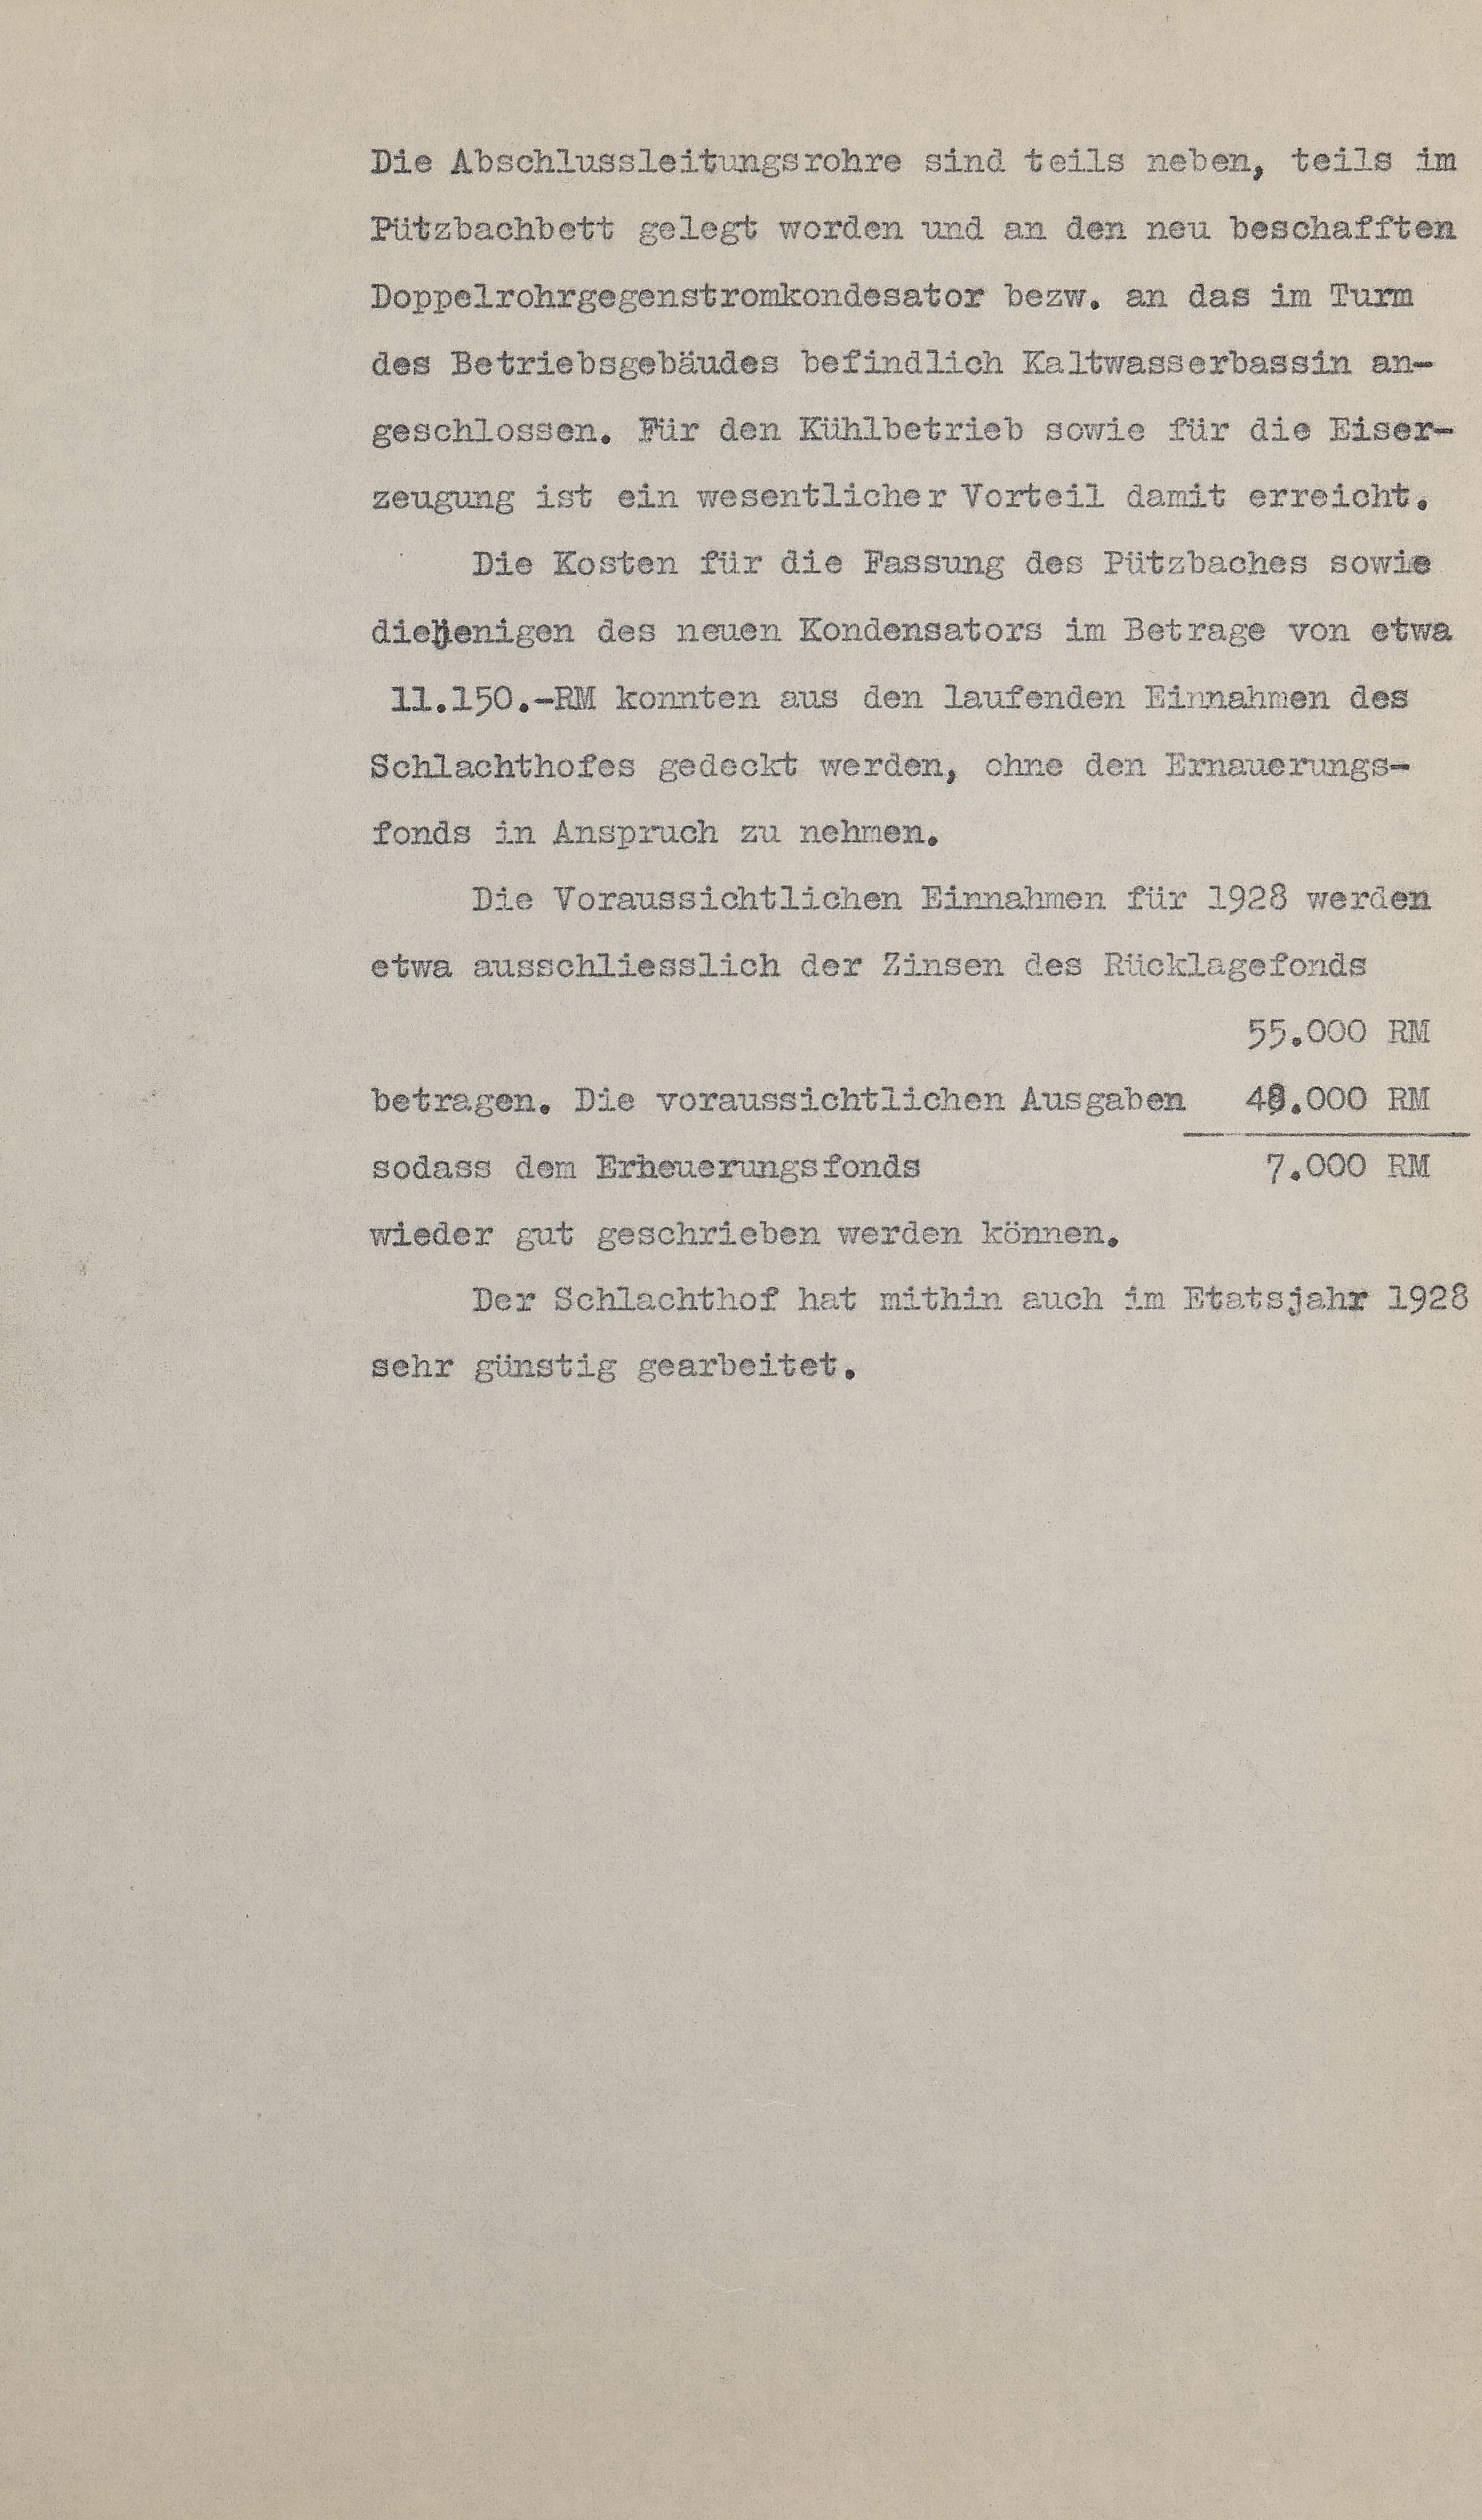 Die Abschlussleitungsrohre sind teils neben, teils im
Pützbachbett gelegt worden und an den neu beschafften
Doppelrohrgegenstromkondesator bezw. an das im Turm
des Betriebsgebäudes befindlich Kaltwasserbassin an-
geschlossen. Für den Kühlbetrieb sowie für die Eiser-
zeugung ist ein wesentlicher Vorteil damit erreicht.
Die Kosten für die Fassung des Pützbaches sowie
diejenigen des neuen Kondensators im Betrage von etwa
11.150.-RM konnten aus den laufenden Einnahmen des
Schlachthofes gedeckt werden, ohne den Ernauerungs-
fonds in Anspruch zu nehmen.
Die Voraussichtlichen Einnahmen für 1928 werden
etwa ausschliesslich der Zinsen des Rücklagefonds
55.000 RM
betragen. Die voraussichtlichen Ausgaben 48.000 RM
sodass dem Erheuerungsfonds 7.000 RM
wieder gut geschrieben werden können.
Der Schlachthof hat mithin auch im Etatsjahr 1928
sehr günstig gearbeitet.